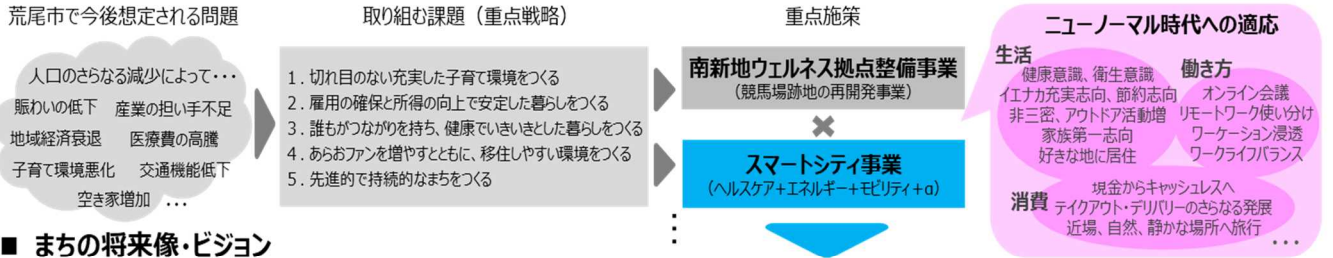 荒尾市で今後想定される問題
人口のさらなる減少によって･･･
賑わいの低下 産業の担い手不足
地域経済衰退 医療費の高騰
子育て環境悪化 交通機能低下
空き家増加 ･･･
取り組む課題（重点戦略）
1．切れ目のない充実した子育て環境をつくる
2．雇用の確保と所得の向上で安定した暮らしをつくる
3．誰もがつながりを持ち、健康でいきいきとした暮らしをつくる
4．あらおファンを増やすとともに、移住しやすい環境をつくる
5．先進的で持続的なまちをつくる
重点施策
南新地ウェルネス拠点整備事業
（競馬場跡地の再開発事業）
×
スマートシティ事業
（ヘルスケア＋エネルギー＋モビリティ＋α）
ニューノーマル時代への適応
生活
健康意識、衛生意識
イエナカ充実志向、節約志向
非三密、アウトドア活動増
家族第一志向
好きな地に居住
働き方
オンライン会議
リモートワーク使い分け
ワーケーション浸透
ワークライフバランス
消費
現金からキャッシュレスへ
テイクアウト・デリバリーのさらなる発展
近場、自然、静かな場所へ旅行
･･･
■ まちの将来像・ビジョン